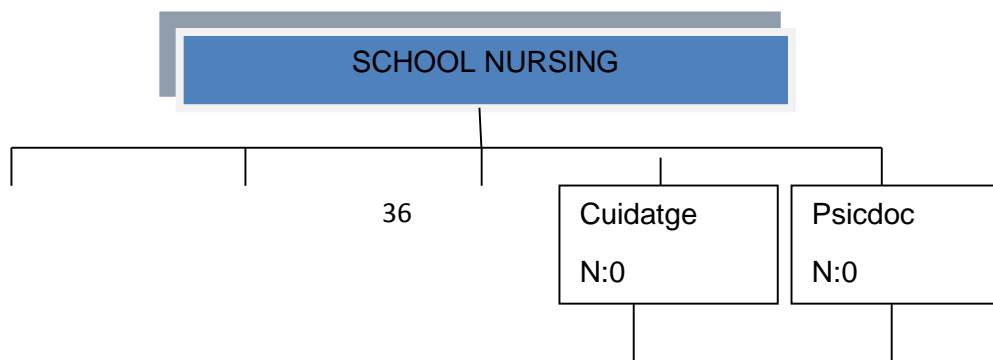 SCHOOL NURSING
36
Cuidatge
N:0
Psicdoc
N:0